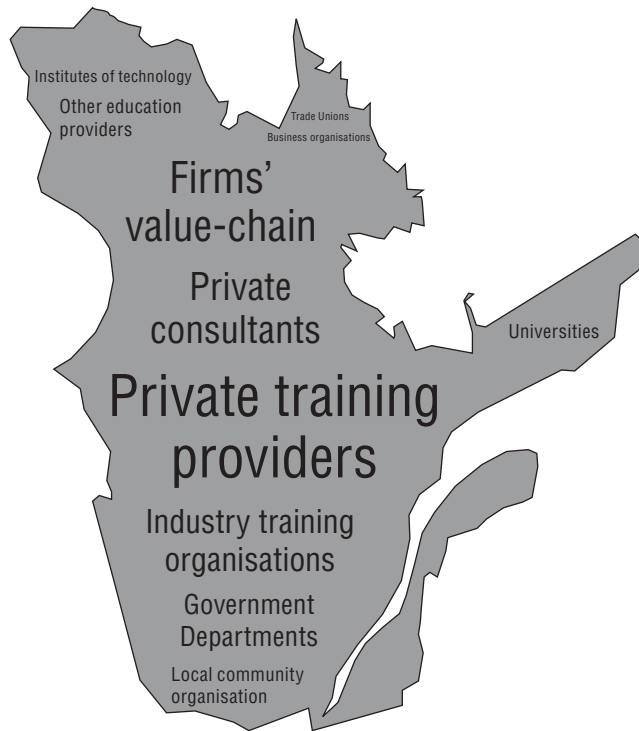 Institutes of technology
Other education
providers
Trade Unions
Business organisations
Firms’
value-chain
Private
consultants
Universities
Private training
providers
Industry training
organisations
Government
Departments
Local community
organisation